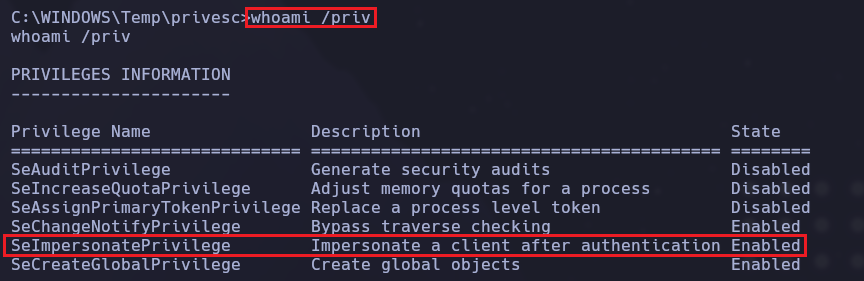 C:\WINDOWS\Temp\privesc>whoami /priv
whoami /priv
PRIVILEGES INFORMATION
----------------------
Privilege Name                Description                               State
============================= ========================================= ========
SeAuditPrivilege              Generate security audits                  Disabled
SeIncreaseQuotaPrivilege      Adjust memory quotas for a process        Disabled
SeAssignPrimaryTokenPrivilege Replace a process level token             Disabled
SeChangeNotifyPrivilege       Bypass traverse checking                  Enabled
SeImpersonatePrivilege        Impersonate a client after authentication Enabled
SeCreateGlobalPrivilege       Create global objects                     Enabled